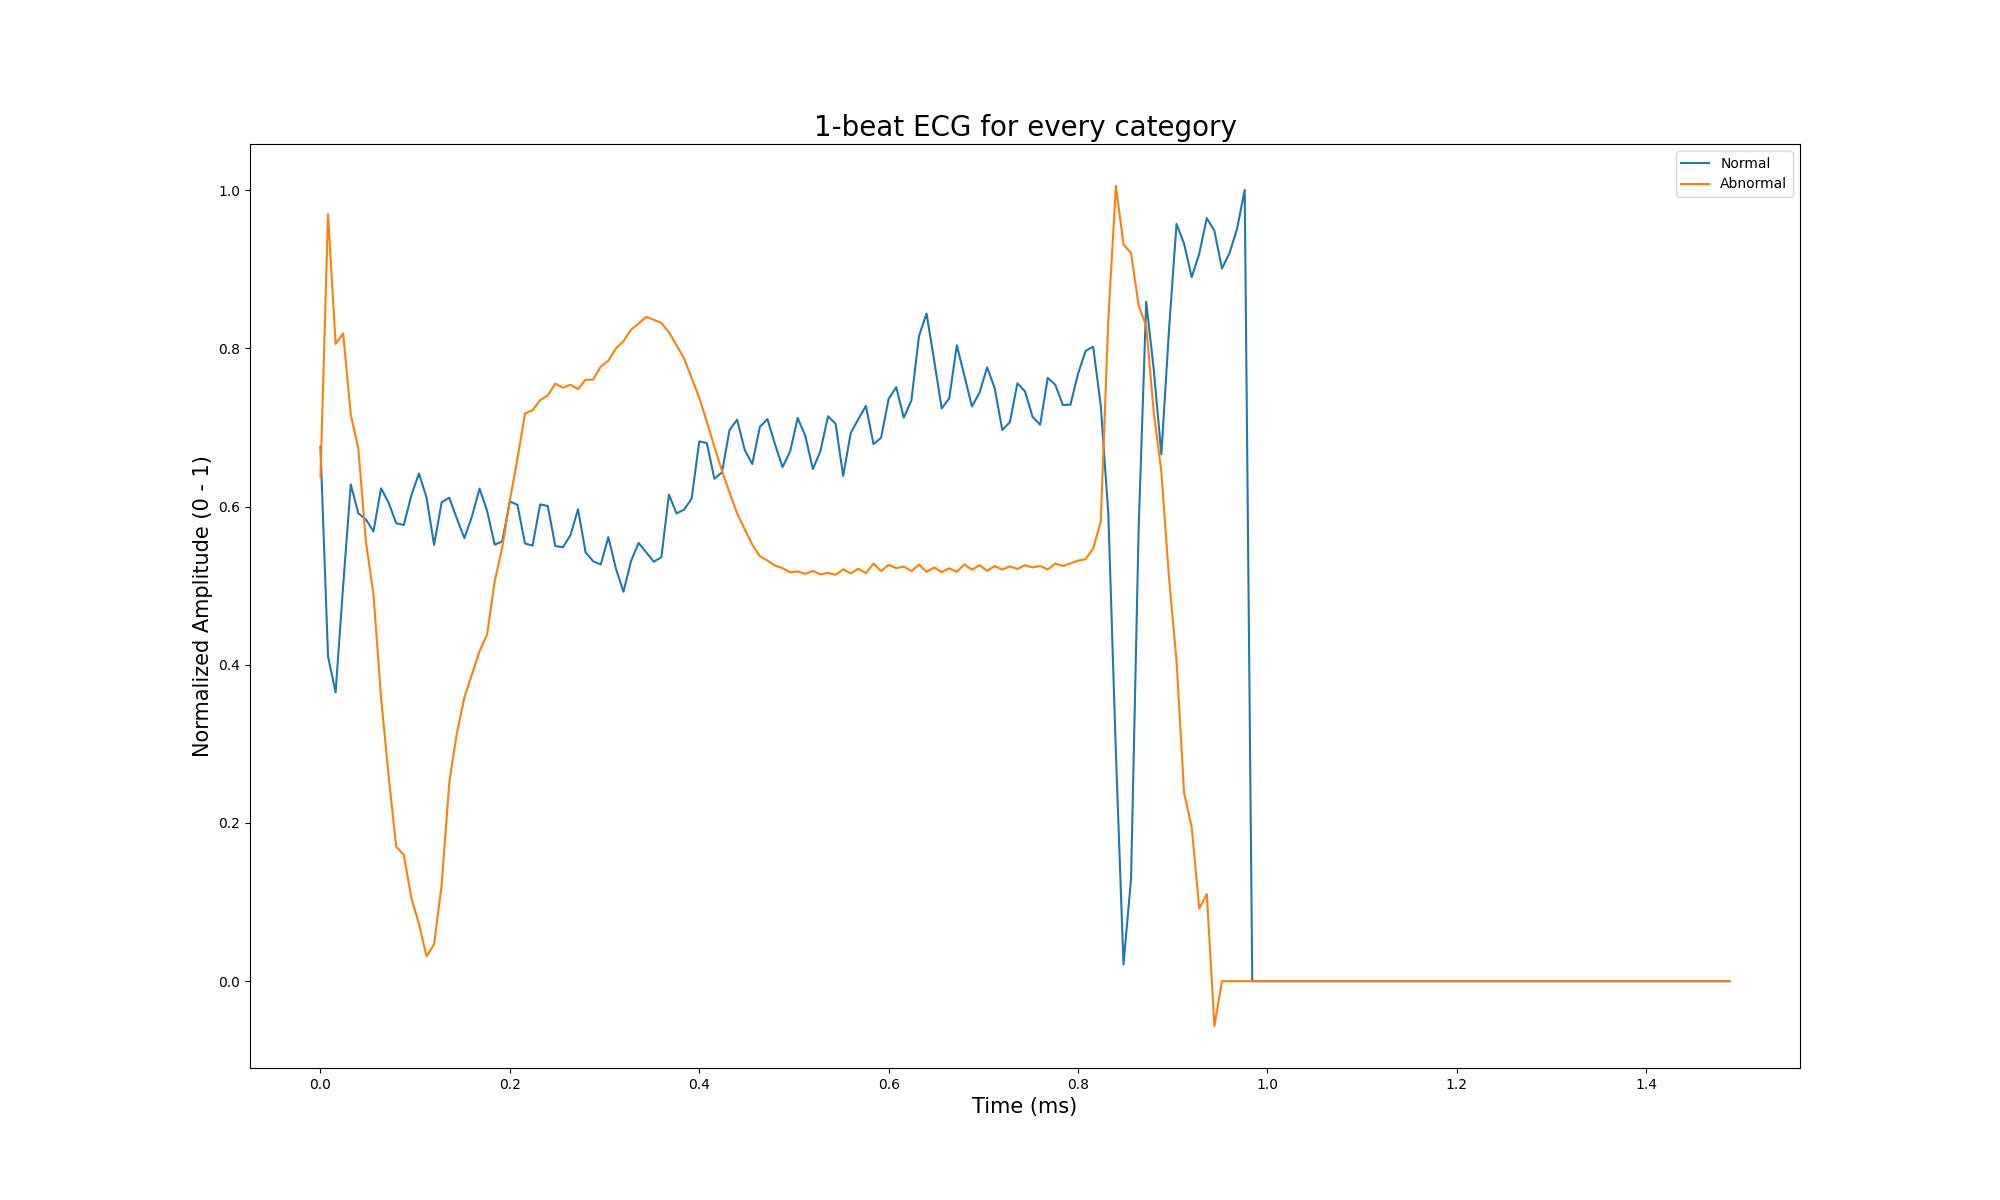 1-beat ECG for every category
Normal
Abnormal
Normalized Amplitude (0 - 1)
1.0
0.8
0.6
0.4
0.2
0.0
0.0 0.2 0.4 0.6 0.8 1.0 1.2 1.4
Time (ms)